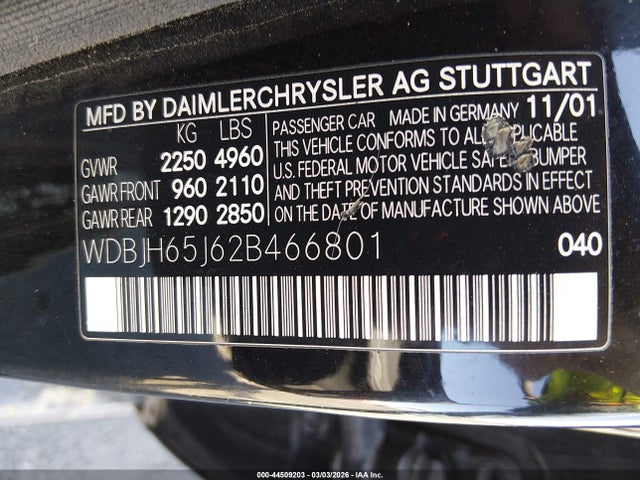 MFD BY DAIMLERCHRYSLER AG STUTTGART
KG LBS
GVWR 2250 4960
GAWR FRONT 960 2110
GAWR REAR 1290 2850
PASSENGER CAR MADE IN GERMANY 11/01
THIS VEHICLE CONFORMS TO ALL APPLICABLE
U.S. FEDERAL MOTOR VEHICLE SAFETY BUMPER
AND THEFT PREVENTION STANDARDS IN EFFECT
ON THE DATE OF MANUFACTURE SHOWN ABOVE
WDBJH65J62B466801 040
000-44509203 | 03/03/2026 | IAA Inc.